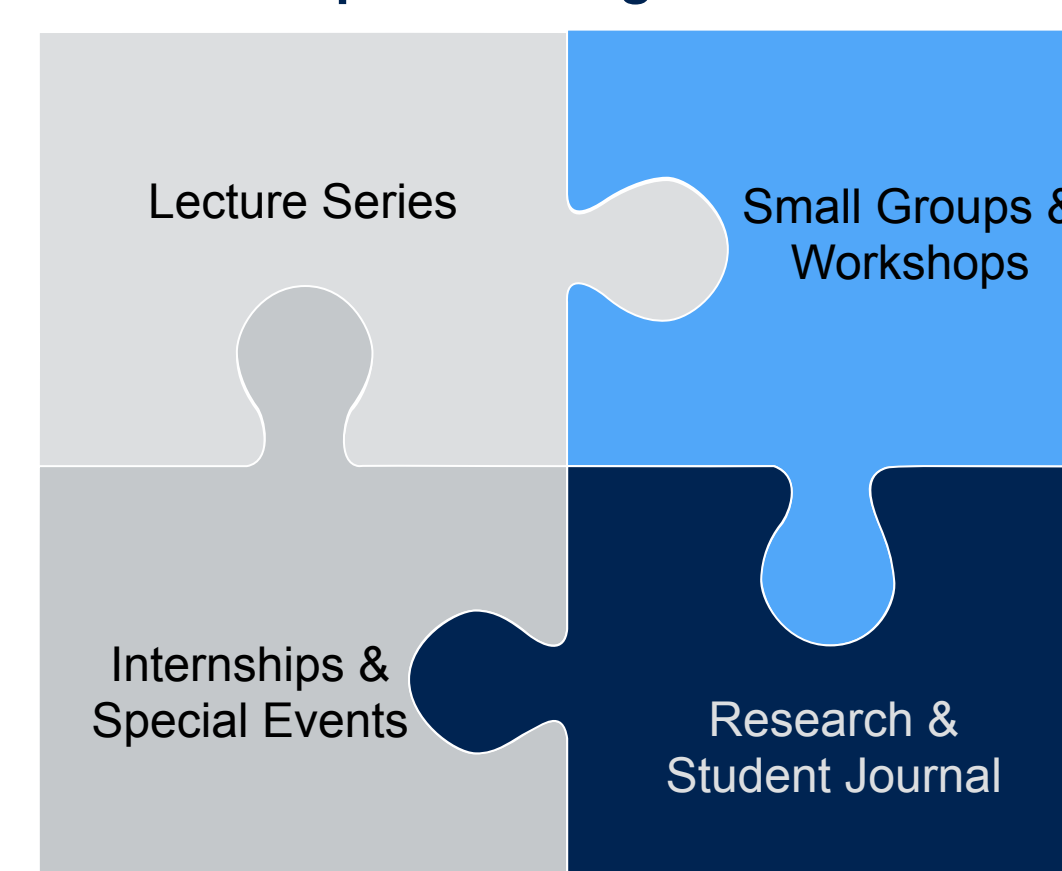 Lecture Series
Small Groups &
Workshops
Internships &
Special Events
Research &
Student Journal